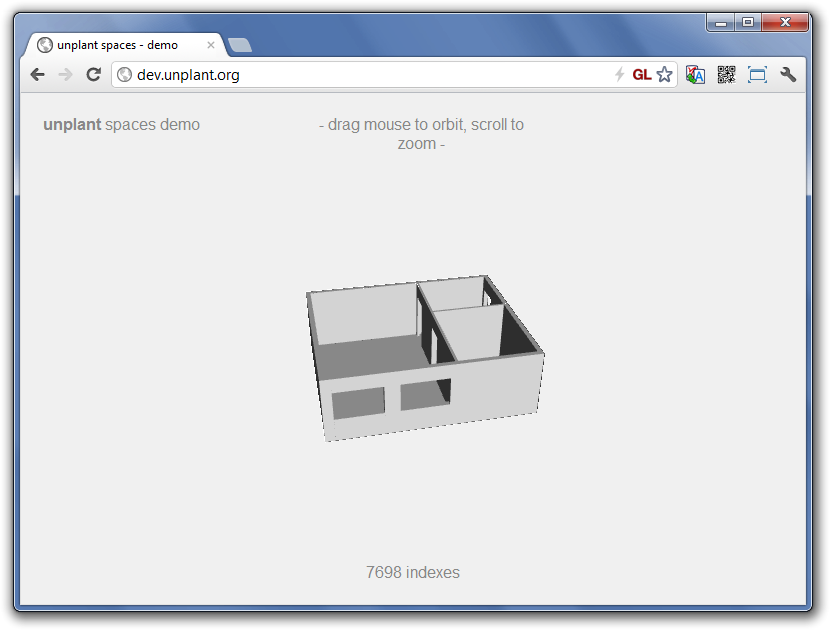 unplant spaces - demo
dev.unplant.org
GL
unplant spaces demo
- drag mouse to orbit, scroll to
zoom -
7698 indexes